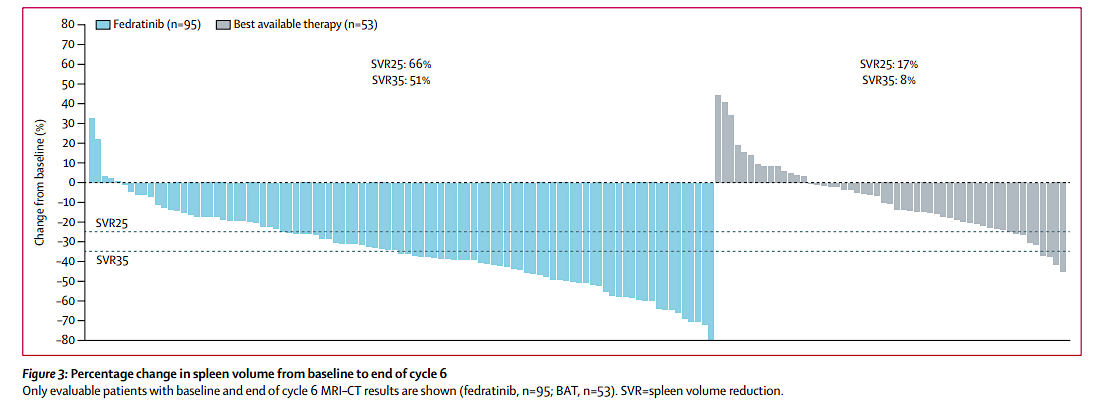 Fedratinib (n=95) Best available therapy (n=53)
80
70
60
50
40
30
20
10
0
–10
–20
–30
–40
–50
–60
–70
–80
Change from baseline (%)
SVR25: 66%
SVR35: 51%
SVR25: 17%
SVR35: 8%
SVR25
SVR35
Figure 3: Percentage change in spleen volume from baseline to end of cycle 6
Only evaluable patients with baseline and end of cycle 6 MRI–CT results are shown (fedratinib, n=95; BAT, n=53). SVR=spleen volume reduction.